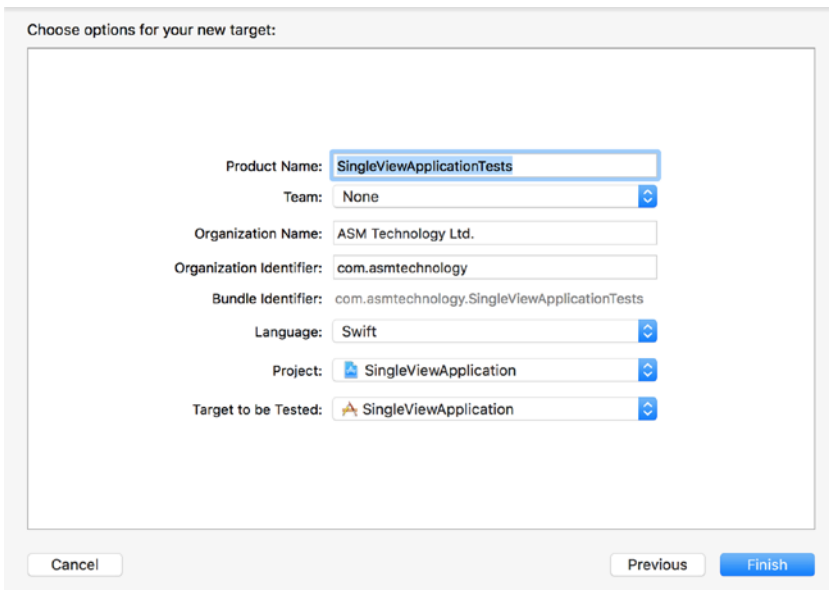 Choose options for your new target:
Product Name: SingleViewApplicationTests
Team: None
Organization Name: ASM Technology Ltd.
Organization Identifier: com.asmtechnology
Bundle Identifier: com.asmtechnology.SingleViewApplicationTests
Language: Swift
Project: SingleViewApplication
Target to be Tested: SingleViewApplication
Cancel Previous Finish